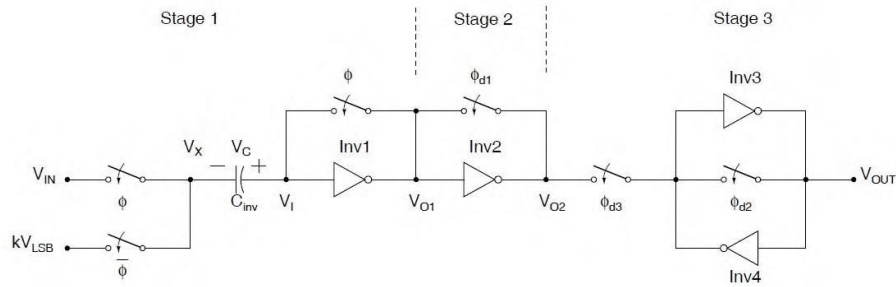 Stage 1
Stage 2
Stage 3
ϕ
ϕd1
Inv3
VX
− VC +
Inv1
Inv2
VIN
ϕ
Cinv
VI
VO1
VO2
ϕd3
ϕd2
VOUT
kVLSB
ϕ̅
Inv4